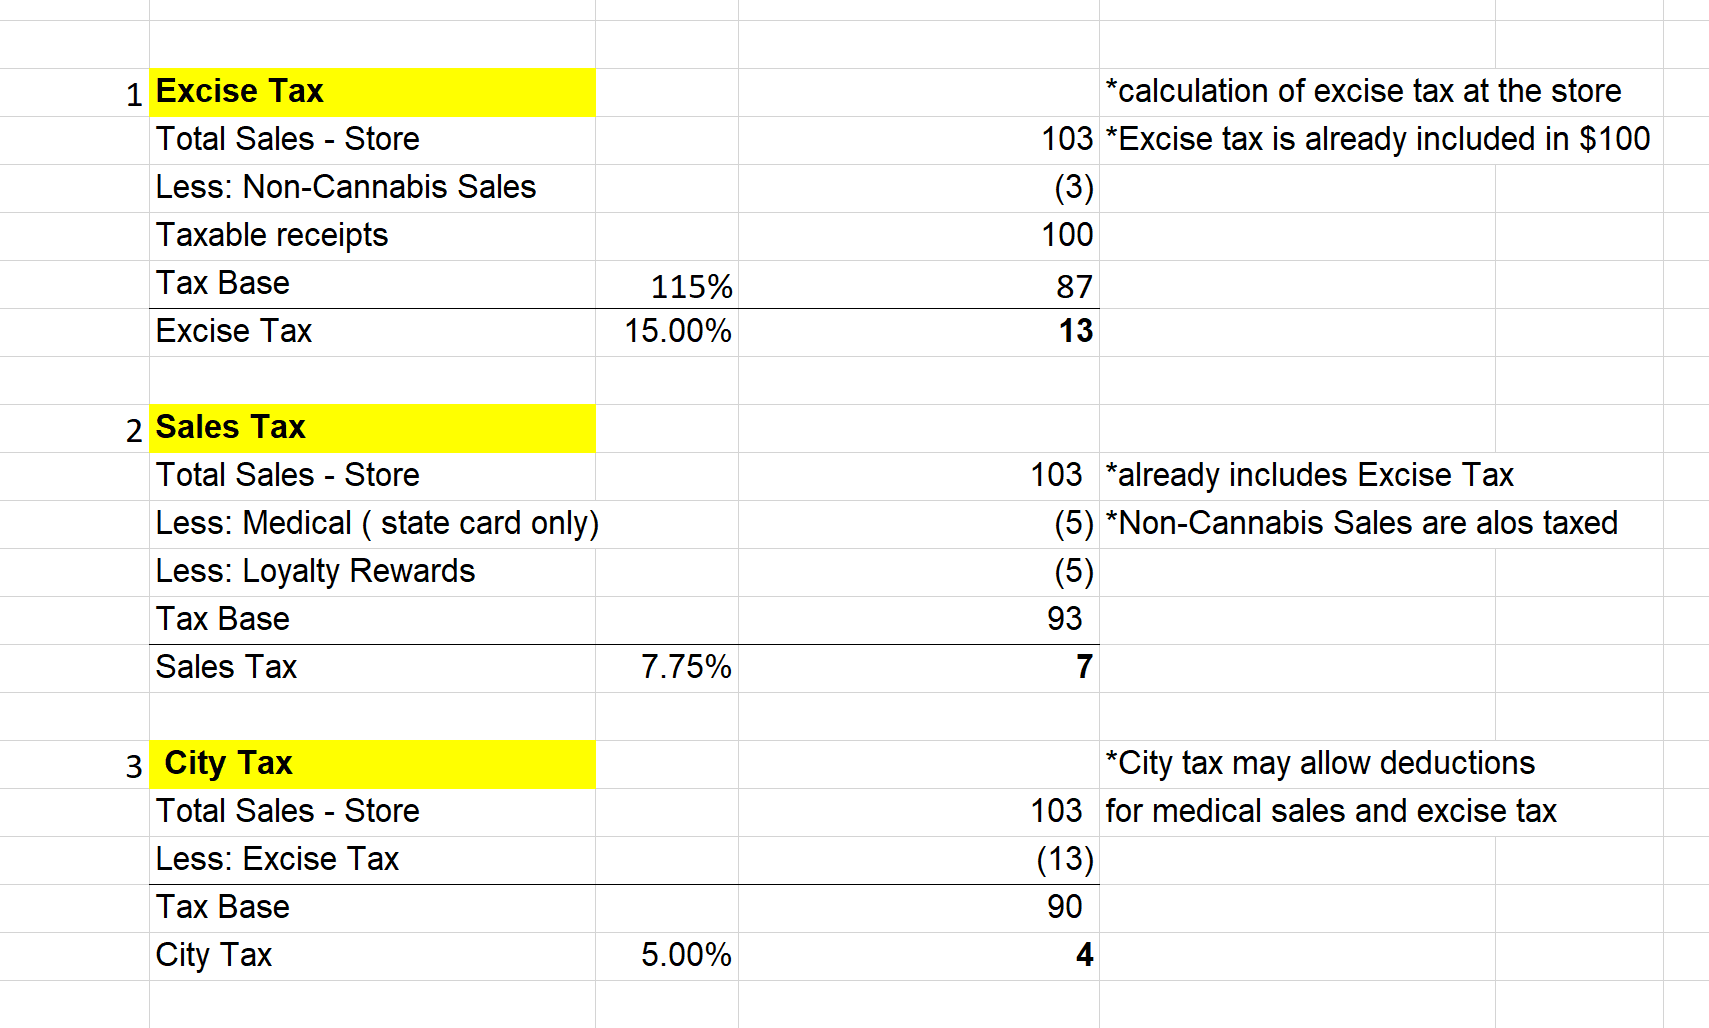 1 Excise Tax *calculation of excise tax at the store
Total Sales - Store 103 *Excise tax is already included in $100
Less: Non-Cannabis Sales (3)
Taxable receipts 100
Tax Base 115% 87
Excise Tax 15.00% 13
2 Sales Tax
Total Sales - Store 103 *already includes Excise Tax
Less: Medical ( state card only) (5) *Non-Cannabis Sales are alos taxed
Less: Loyalty Rewards (5)
Tax Base 93
Sales Tax 7.75% 7
3 City Tax *City tax may allow deductions
Total Sales - Store 103 for medical sales and excise tax
Less: Excise Tax (13)
Tax Base 90
City Tax 5.00% 4